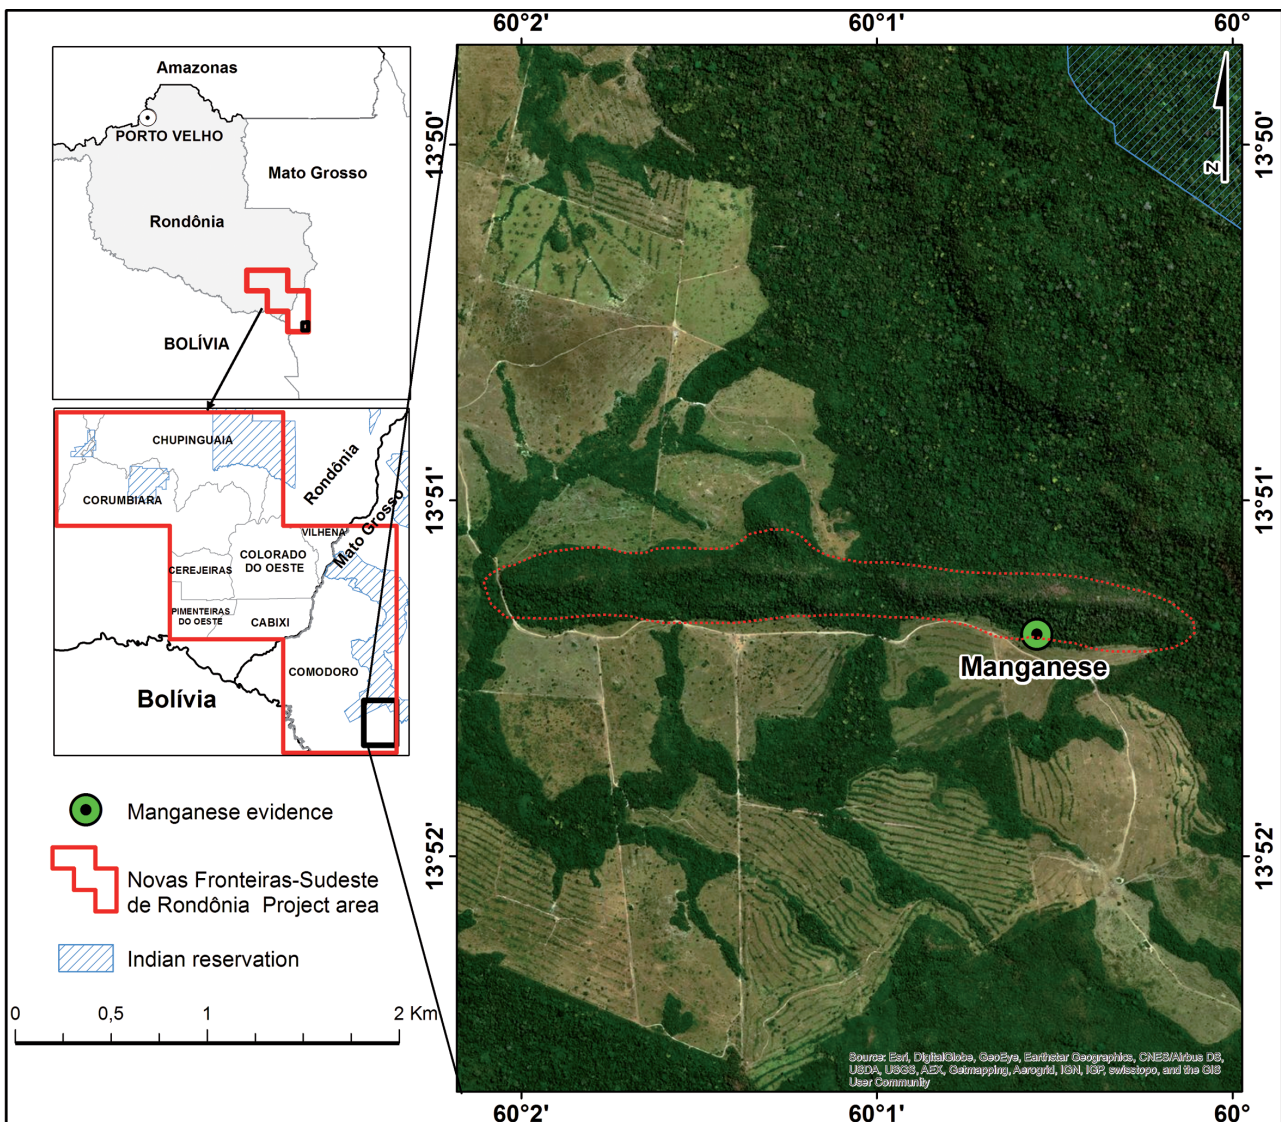 60°2'
60°1'
60°
Amazonas
PORTO VELHO
Mato Grosso
Rondônia
BOLÍVIA
13°50'
13°50'
N
CHUPINGUAIA
Rondônia
CORUMBIARA
Mato Grosso
VILHENA
COLORADO
DO OESTE
CEREJEIRAS
PIMENTEIRAS
DO OESTE
CABIXI
COMODORO
Bolívia
13°51'
13°51'
Manganese
Manganese evidence
Novas Fronteiras-Sudeste
de Rondônia Project area
Indian reservation
0 0,5 1 2 Km
13°52'
13°52'
Source: Esri, DigitalGlobe, GeoEye, Earthstar Geographics, CNES/Airbus DS,
USDA, USGS, AEX, Getmapping, Aerogrid, IGN, IGP, swisstopo, and the GIS
User Community
60°2'
60°1'
60°